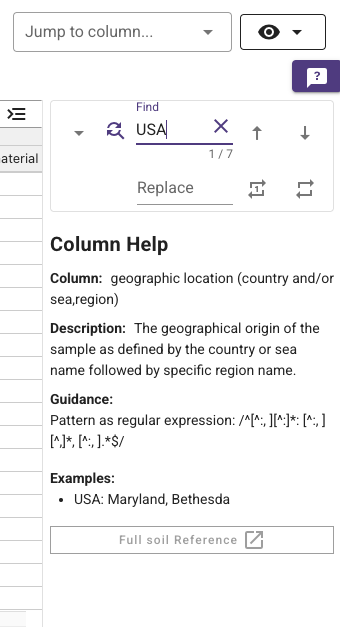 Jump to column...
?
Find
USA
1 / 7
aterial
Replace
1
Column Help
Column: geographic location (country and/or
sea,region)
Description: The geographical origin of the
sample as defined by the country or sea
name followed by specific region name.
Guidance:
Pattern as regular expression: /^[^:, ][^:]*: [^:, ]
[^,]*, [^:, ].*$/
Examples:
• USA: Maryland, Bethesda
Full soil Reference